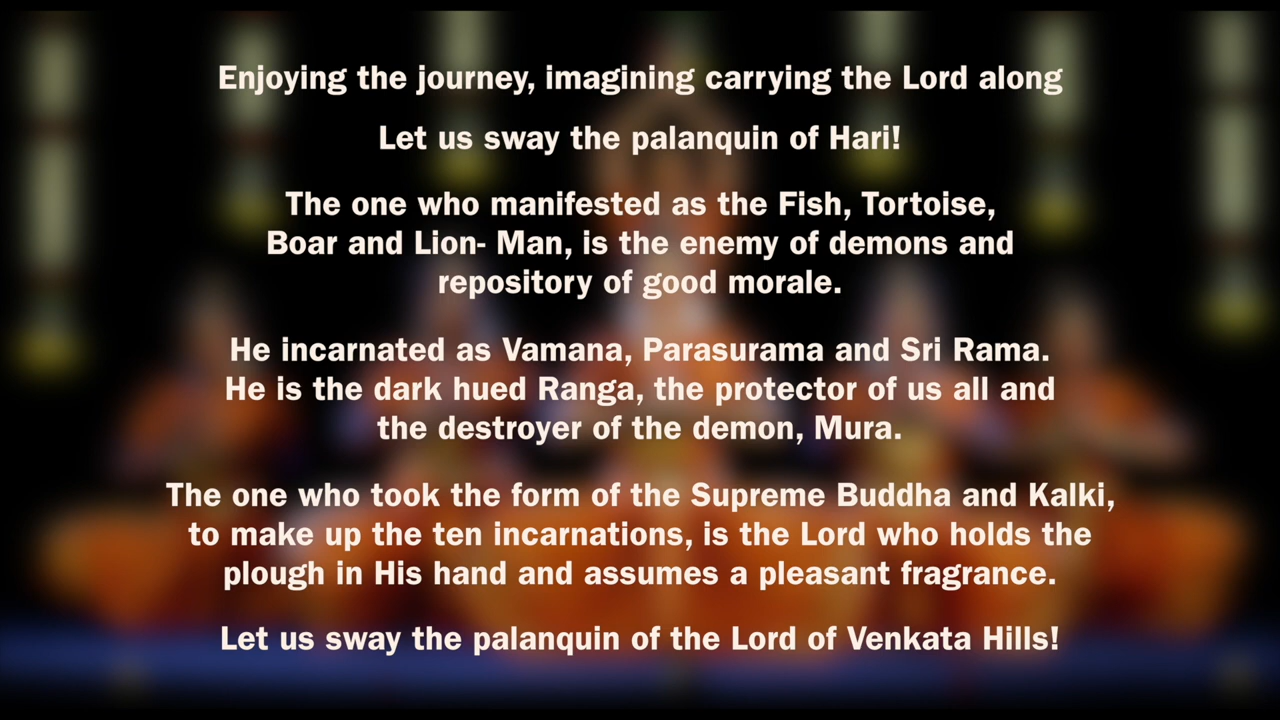 Enjoying the journey, imagining carrying the Lord along
Let us sway the palanquin of Hari!
The one who manifested as the Fish, Tortoise,
Boar and Lion- Man, is the enemy of demons and
repository of good morale.
He incarnated as Vamana, Parasurama and Sri Rama.
He is the dark hued Ranga, the protector of us all and
the destroyer of the demon, Mura.
The one who took the form of the Supreme Buddha and Kalki,
to make up the ten incarnations, is the Lord who holds the
plough in His hand and assumes a pleasant fragrance.
Let us sway the palanquin of the Lord of Venkata Hills!